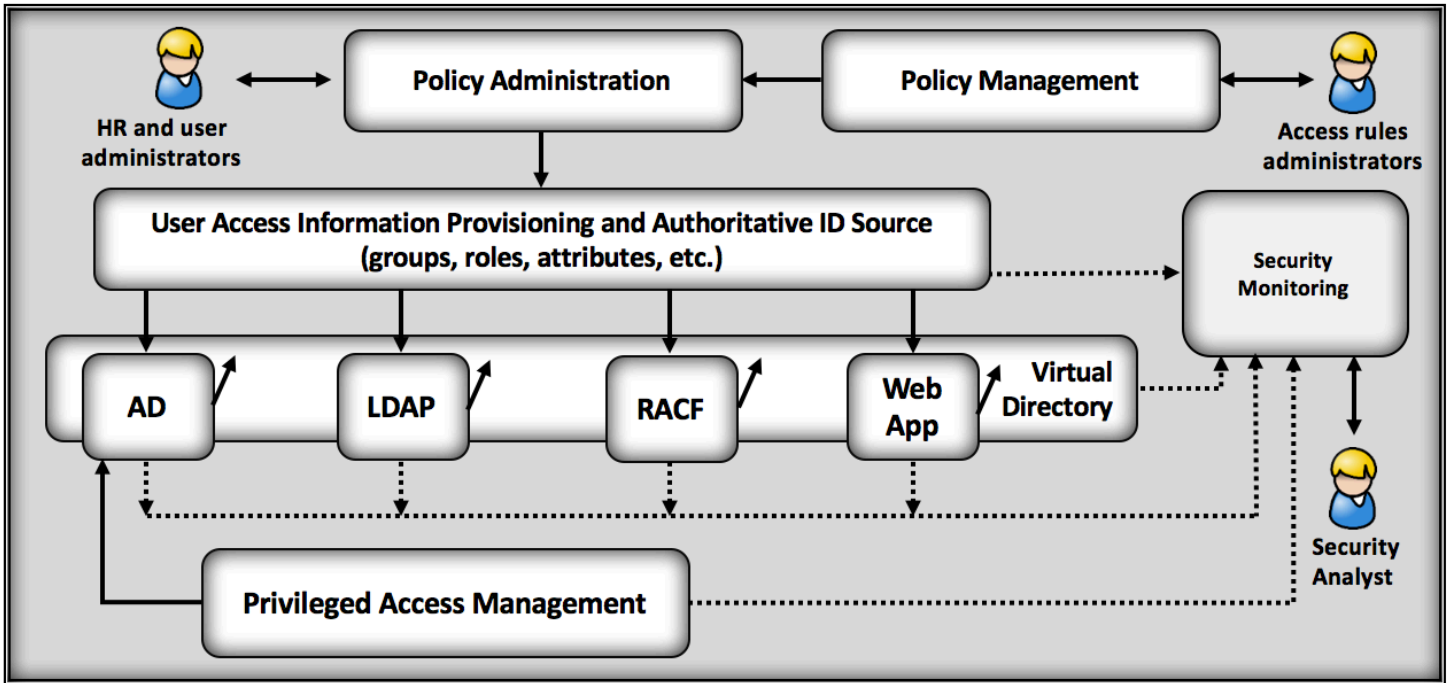 Policy Administration
Policy Management
HR and user
administrators
Access rules
administrators
User Access Information Provisioning and Authoritative ID Source
(groups, roles, attributes, etc.)
Security
Monitoring
AD
LDAP
RACF
Web
App
Virtual
Directory
Security
Analyst
Privileged Access Management